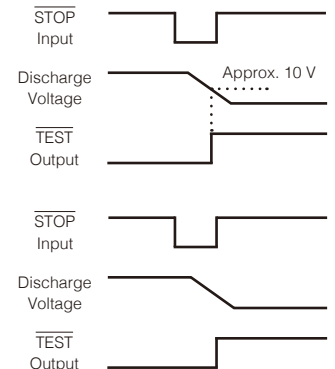 STOP
Input
Discharge
Voltage
Approx. 10 V
TEST
Output
STOP
Input
Discharge
Voltage
TEST
Output